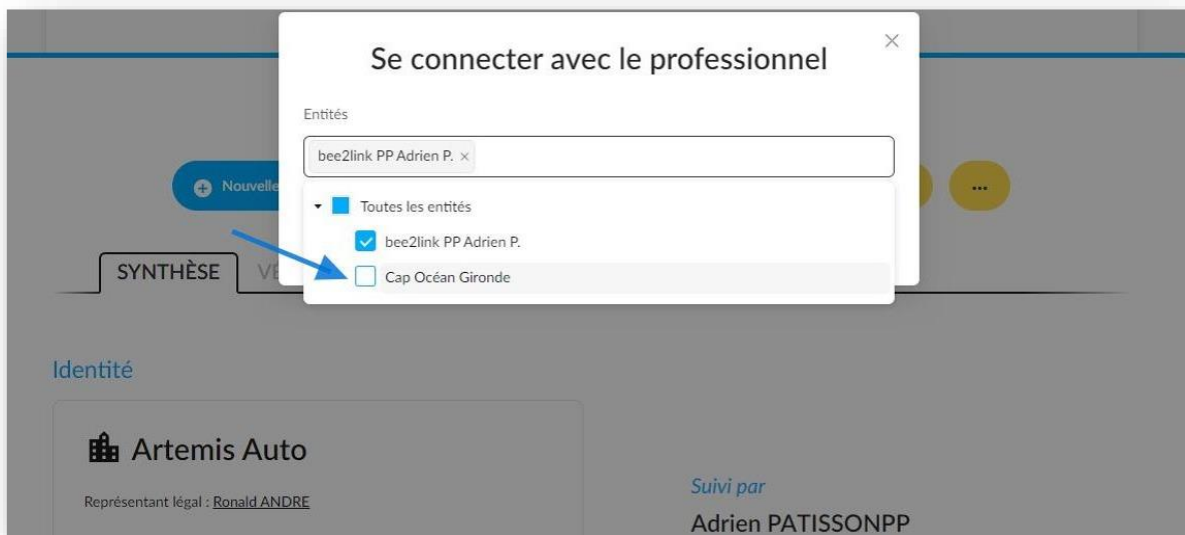 Se connecter avec le professionnel
Entités
bee2link PP Adrien P.
Nouvelle
...
Toutes les entités
bee2link PP Adrien P.
SYNTHÈSE
Cap Océan Gironde
Identité
Artemis Auto
Représentant légal : Ronald ANDRE
Suivi par
Adrien PATISSONPP